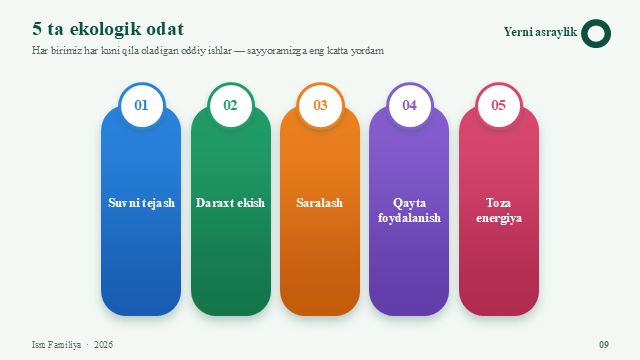 5 ta ekologik odat
Har birimiz har kuni qila oladigan oddiy ishlar — sayyoramizga eng katta yordam
Yerni asraylik
01
Suvni tejash
02
Daraxt ekish
03
Saralash
04
Qayta
foydalanish
05
Toza
energiya
Ism Familiya · 2026
09